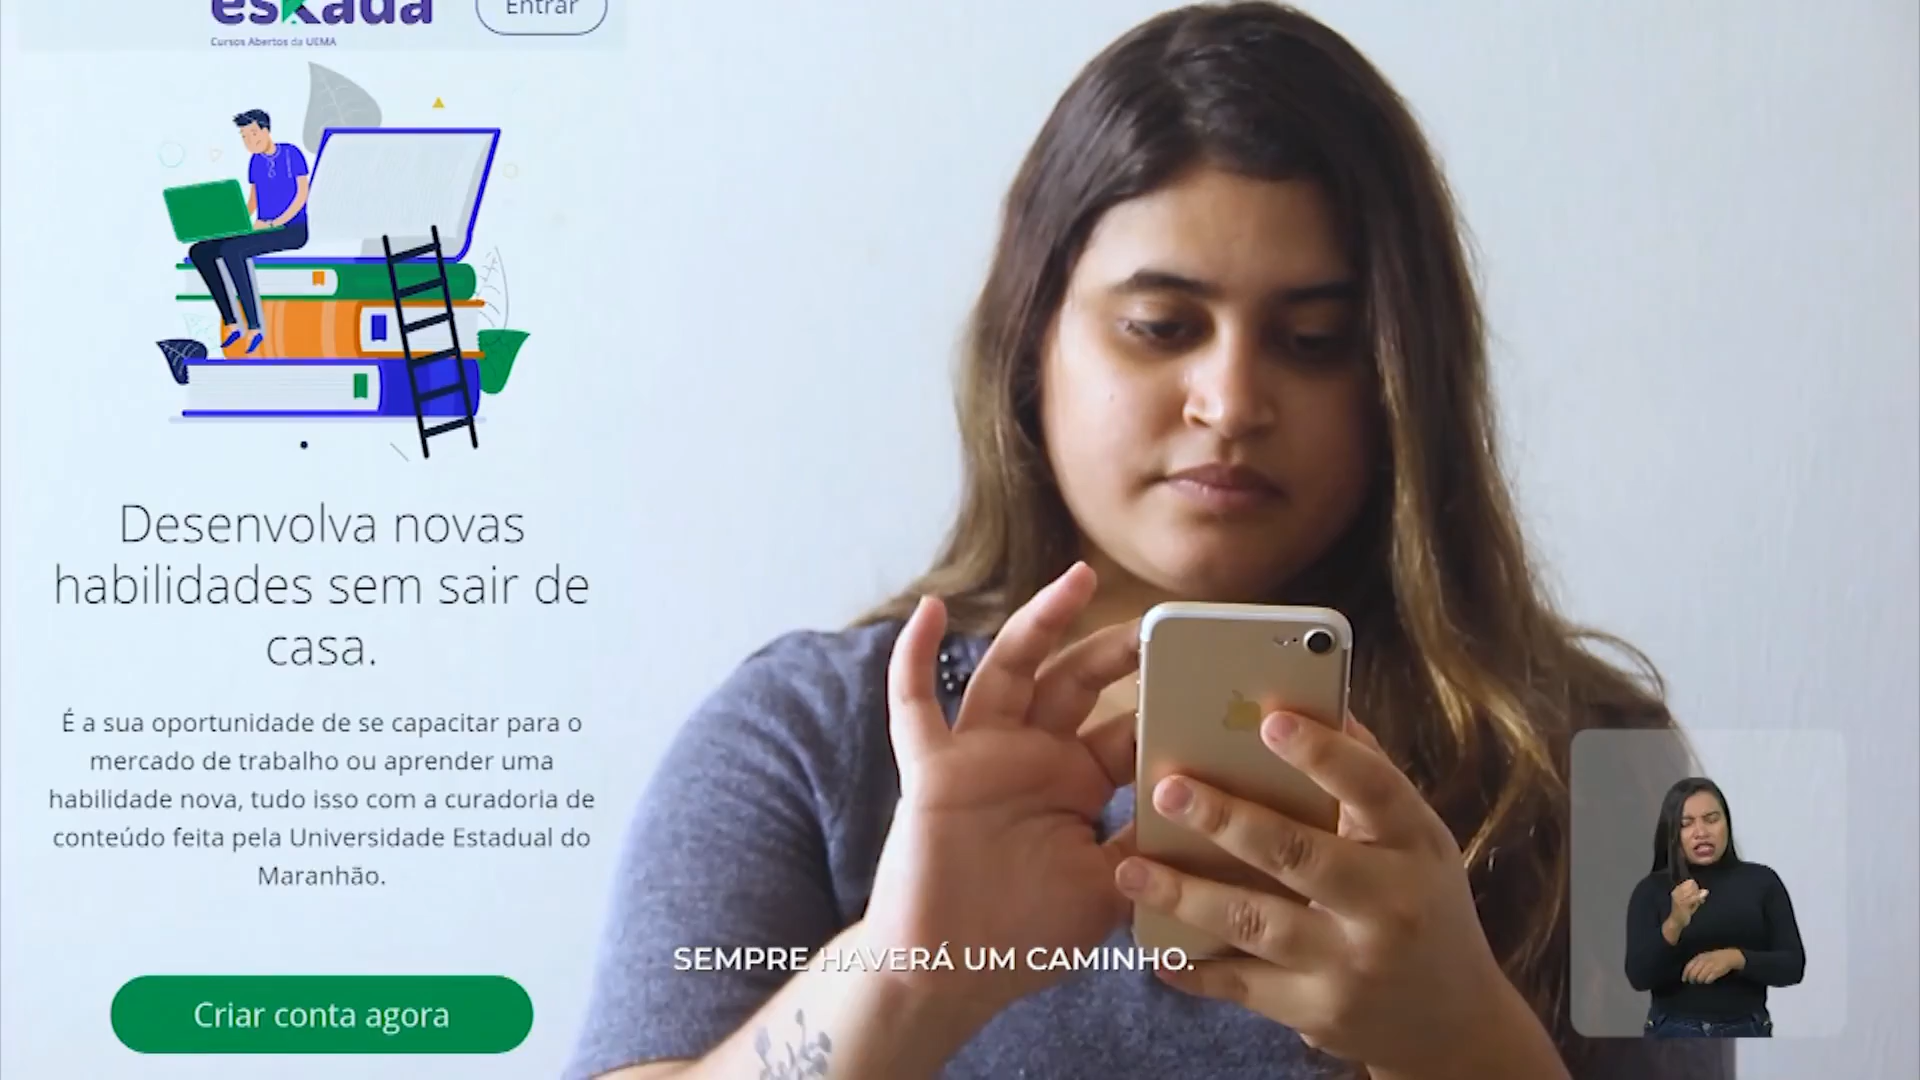 eskada
Entrar
Cursos Abertos da UEMA
Desenvolva novas
habilidades sem sair de
casa.
É a sua oportunidade de se capacitar para o
mercado de trabalho ou aprender uma
habilidade nova, tudo isso com a curadoria de
conteúdo feita pela Universidade Estadual do
Maranhão.
SEMPRE HAVERÁ UM CAMINHO.
Criar conta agora